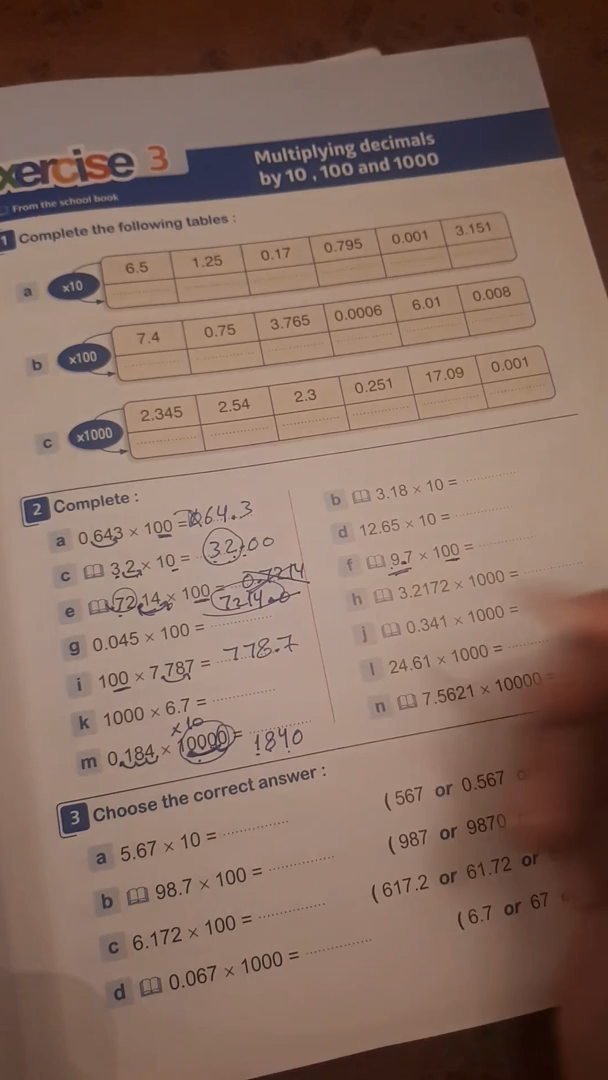 xercise 3
Multiplying decimals
by 10 , 100 and 1000
From the school book
1 Complete the following tables :
a x10 6.5 1.25 0.17 0.795 0.001 3.151
b x100 7.4 0.75 3.765 0.0006 6.01 0.008
c x1000 2.345 2.54 2.3 0.251 17.09 0.001
2 Complete :
a 0.643 × 100 = 64.3
b 3.18 × 10 =
c 3.2 × 10 = 32.00
d 12.65 × 10 =
e 72.14 × 100 = 0.7214
7214.0
f 9.7 × 100 =
g 0.045 × 100 =
h 3.2172 × 1000 =
i 100 × 7.787 = 778.7
j 0.341 × 1000 =
k 1000 × 6.7 =
l 24.61 × 1000 =
×10
m 0.184 × 10000 = 1840
n 7.5621 × 10000 =
3 Choose the correct answer :
a 5.67 × 10 = (567 or 0.567
b 98.7 × 100 = (987 or 9870
c 6.172 × 100 = (617.2 or 61.72 or
d 0.067 × 1000 = (6.7 or 67